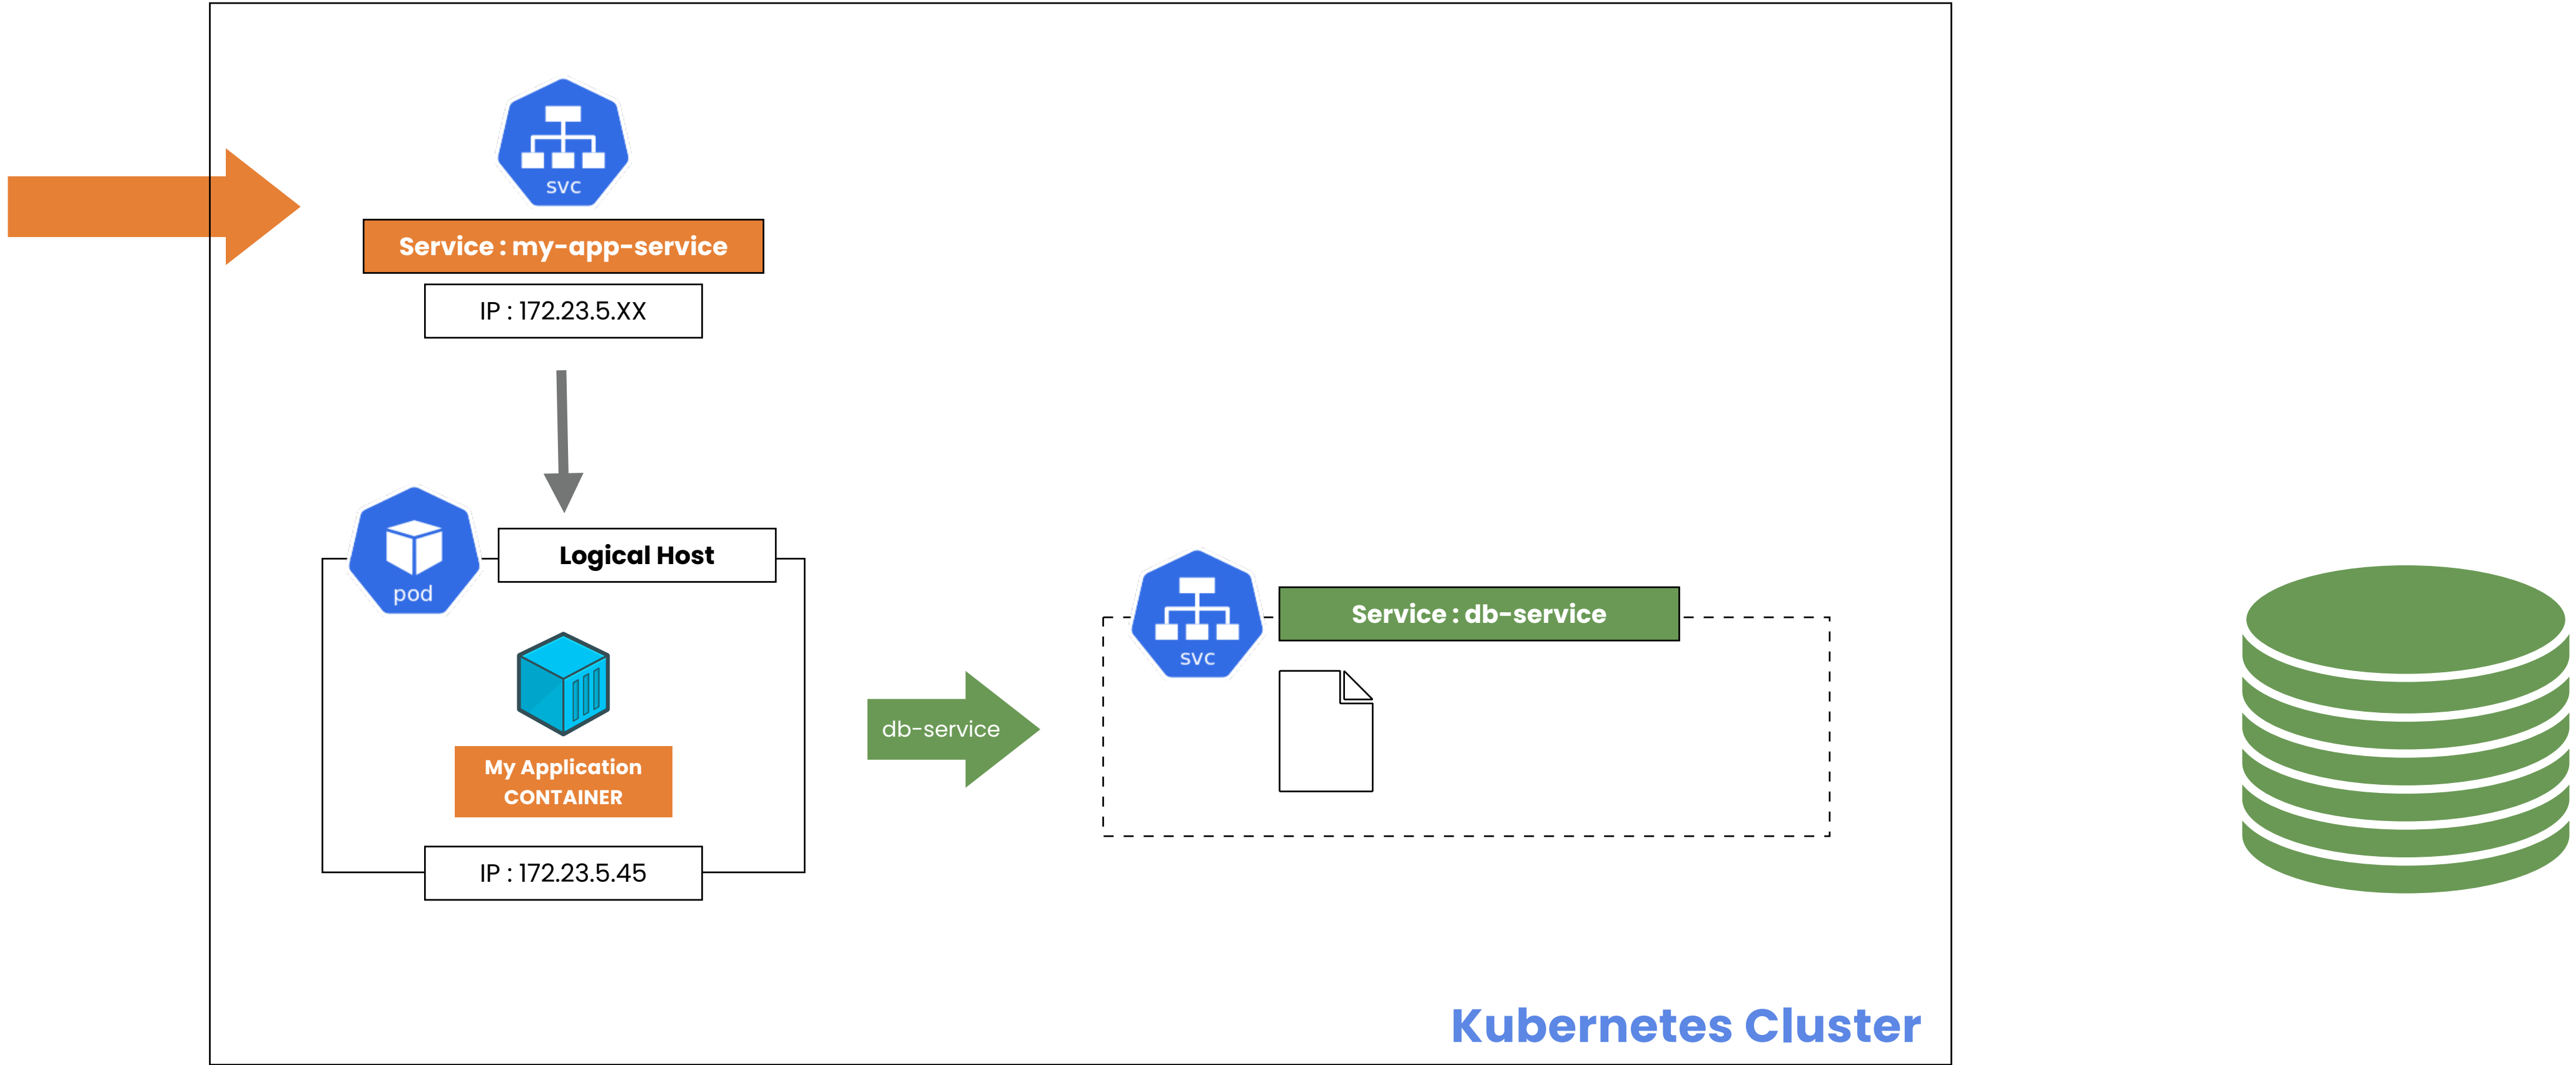 svc
Service : my-app-service
IP : 172.23.5.XX
pod
Logical Host
My Application
CONTAINER
IP : 172.23.5.45
db-service
svc
Service : db-service
Kubernetes Cluster